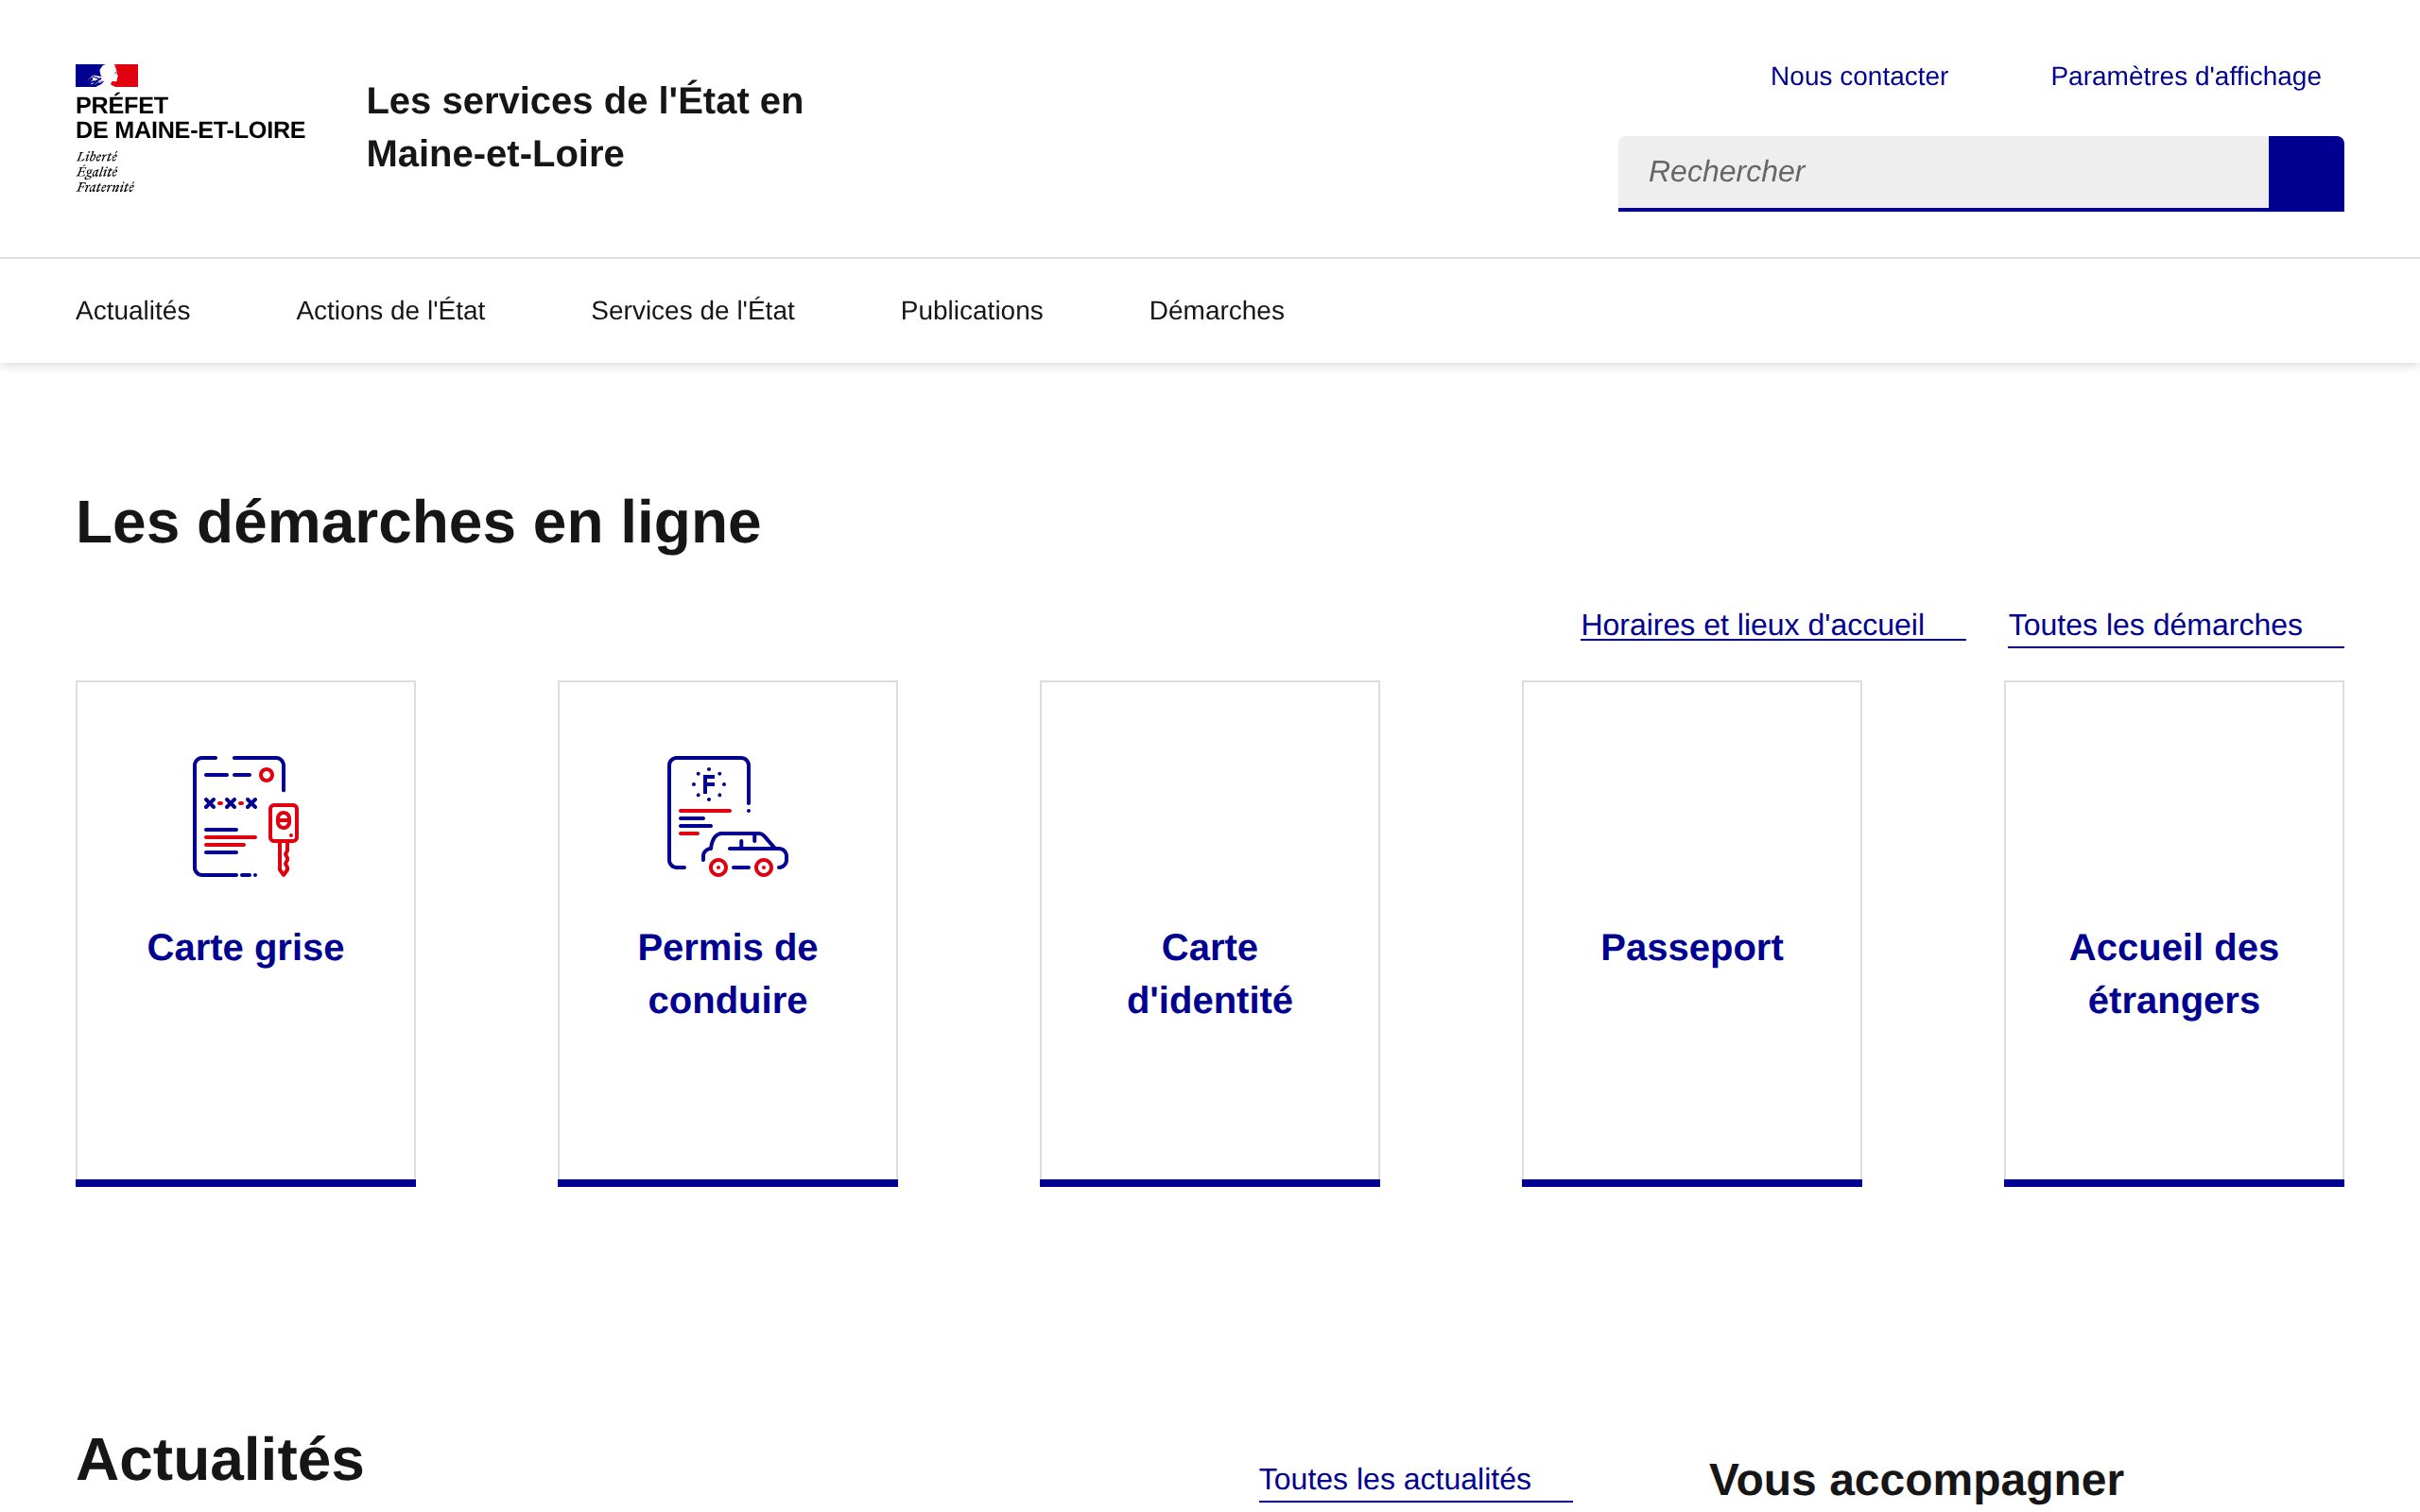 PRÉFET
DE MAINE-ET-LOIRE
Liberté
Égalité
Fraternité
Les services de l'État en
Maine-et-Loire
Nous contacter
Paramètres d'affichage
Rechercher
Actualités
Actions de l'État
Services de l'État
Publications
Démarches
Les démarches en ligne
Horaires et lieux d'accueil
Toutes les démarches
F
Carte grise
Permis de
conduire
Carte
d'identité
Passeport
Accueil des
étrangers
Actualités
Toutes les actualités
Vous accompagner